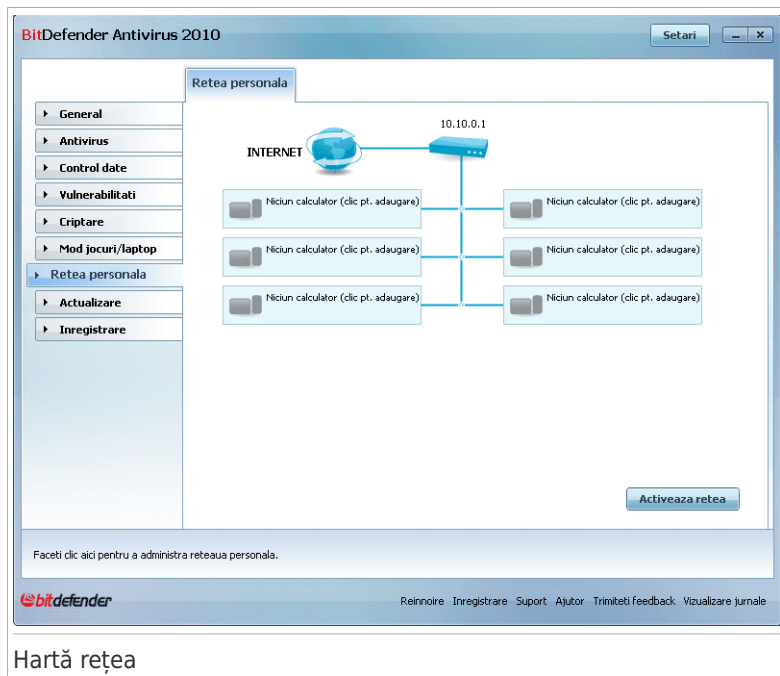 BitDefender Antivirus 2010
Setari
Retea personala
General
Antivirus
Control date
Vulnerabilitati
Criptare
Mod jocuri/laptop
Retea personala
Actualizare
Inregistrare
10.10.0.1
INTERNET
Niciun calculator (clic pt. adaugare)
Niciun calculator (clic pt. adaugare)
Niciun calculator (clic pt. adaugare)
Niciun calculator (clic pt. adaugare)
Niciun calculator (clic pt. adaugare)
Niciun calculator (clic pt. adaugare)
Activeaza retea
Faceti clic aici pentru a administra reteaua personala.
bitdefender
Reinnoire Inregistrare Suport Ajutor Trimiteti feedback Vizualizare jurnale
Hartă rețea